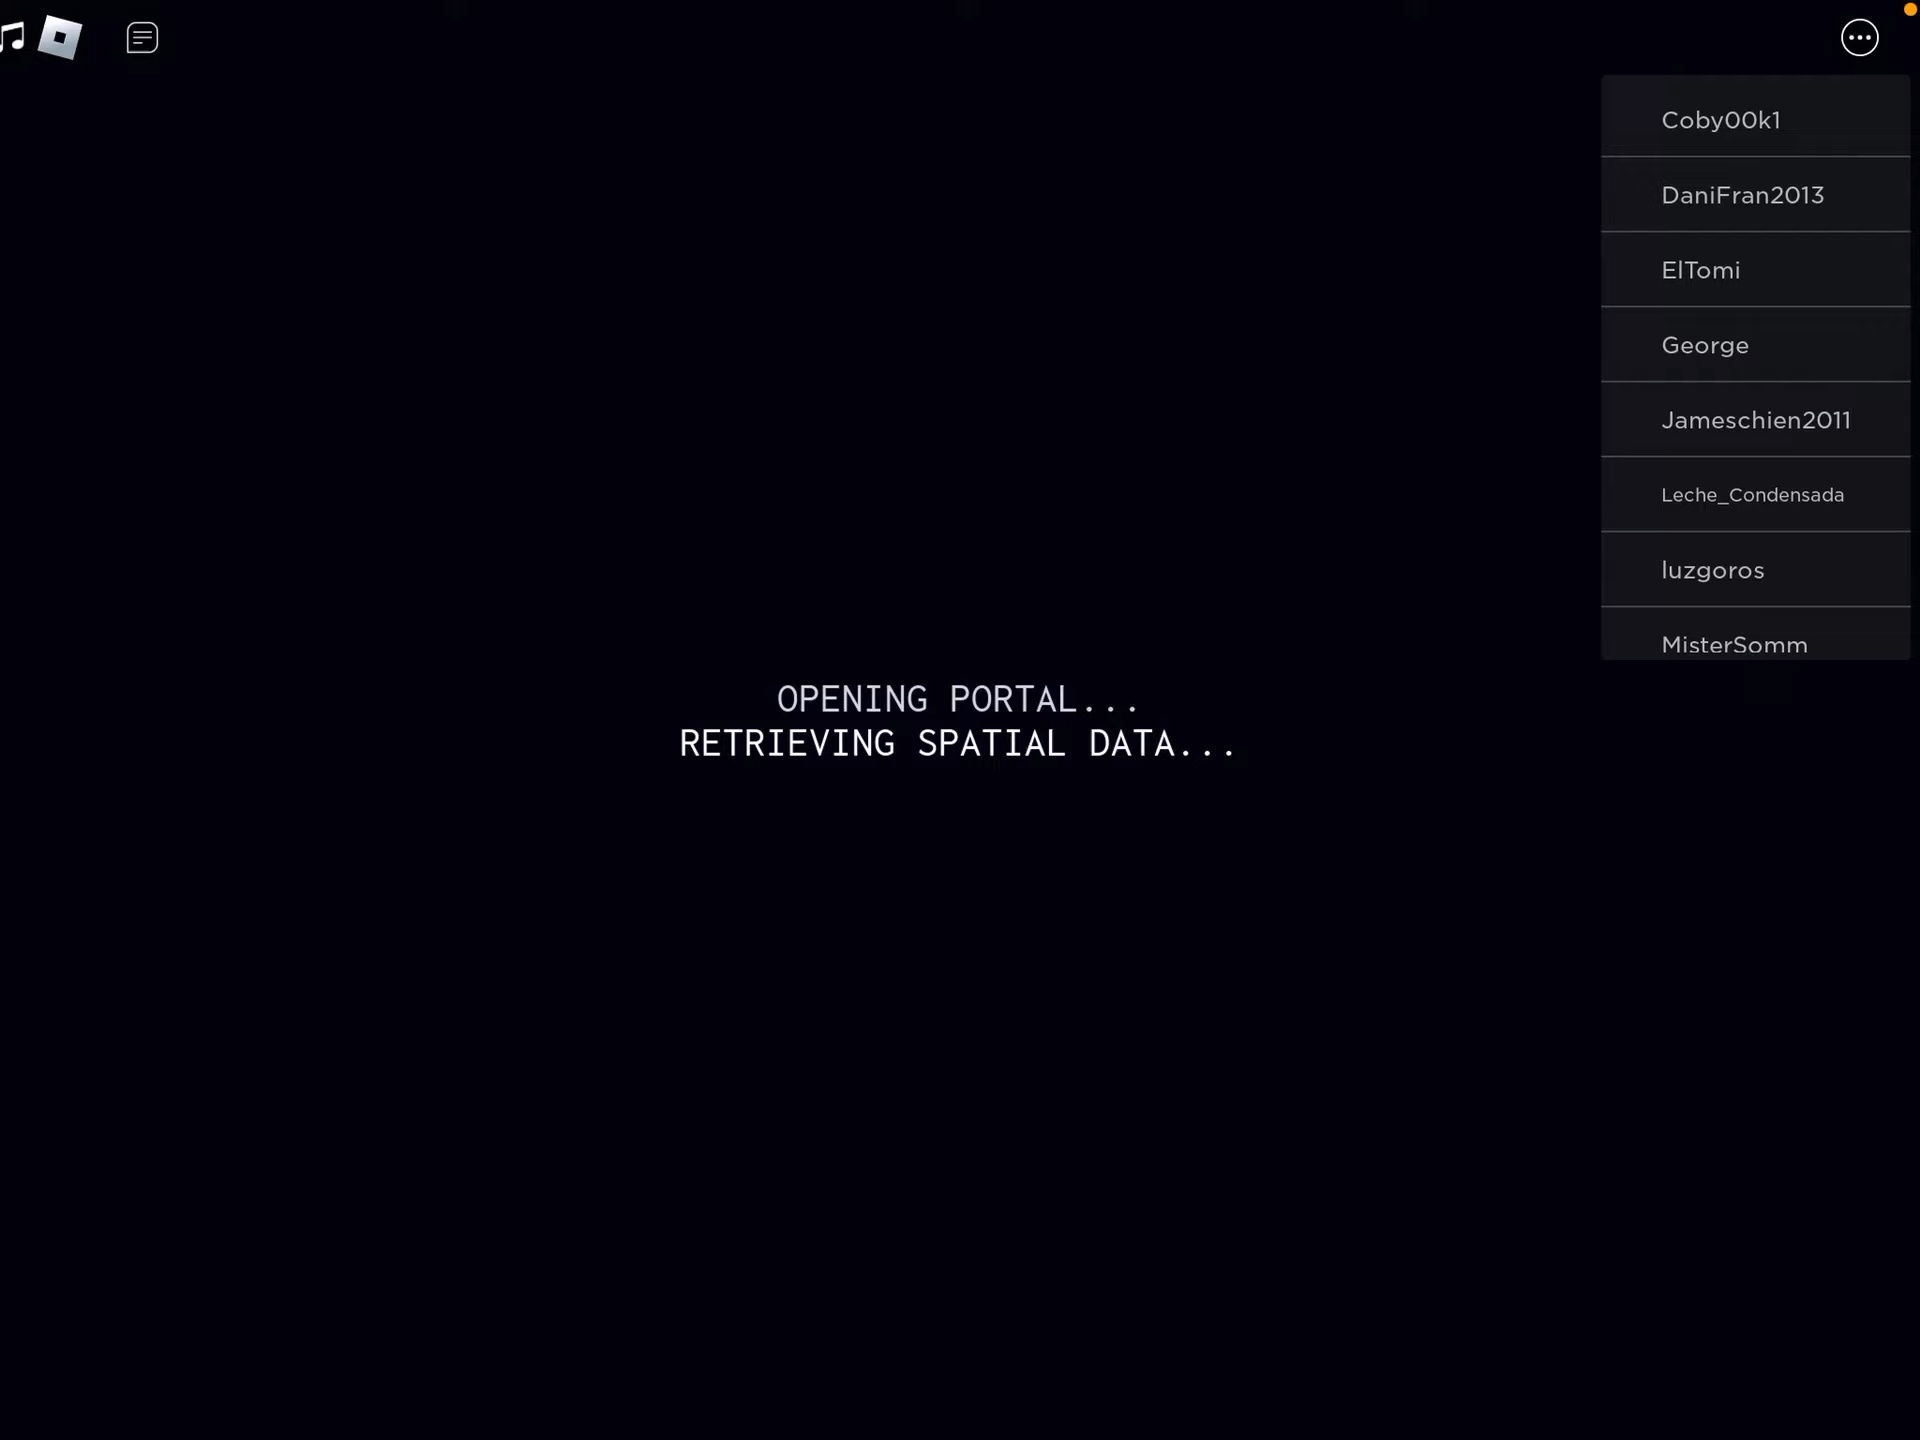 Coby00k1
DaniFran2013
ElTomi
George
Jameschien2011
Leche_Condensada
luzgoros
MisterSomm
OPENING PORTAL...
RETRIEVING SPATIAL DATA...